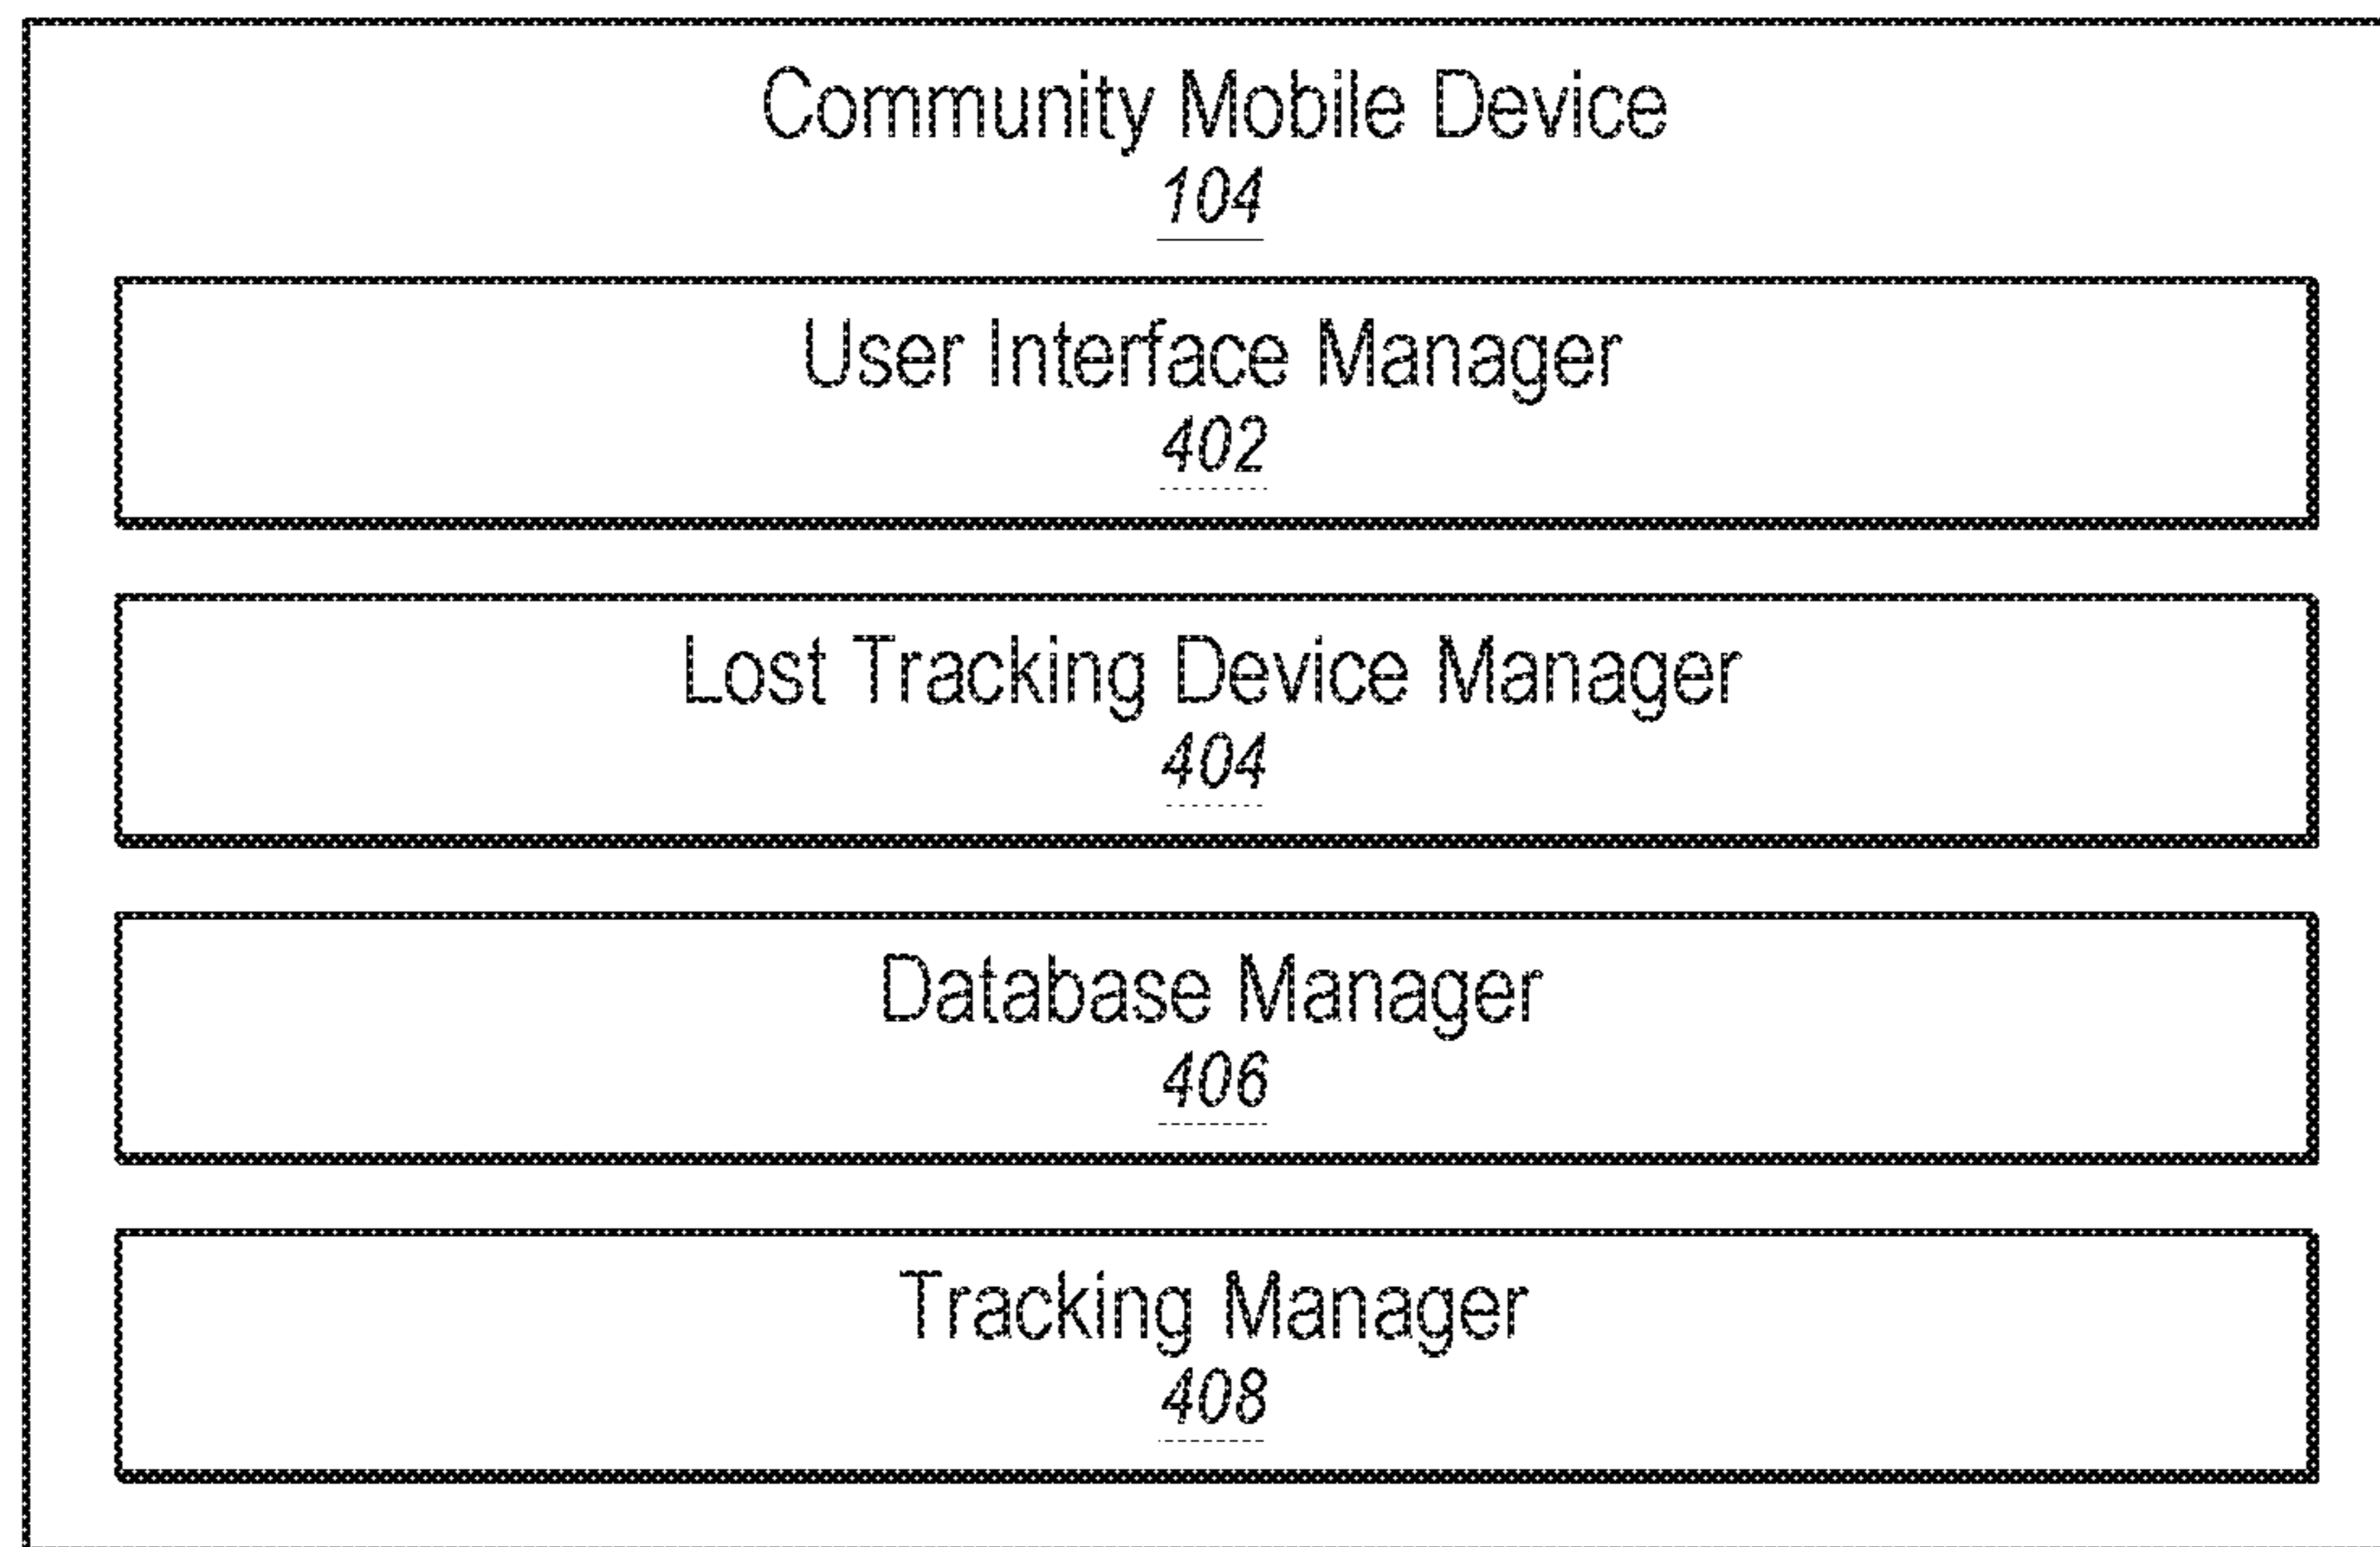 Community Mobile Device
104
User Interface Manager
402
Lost Tracking Device Manager
404
Database Manager
406
Tracking Manager
408